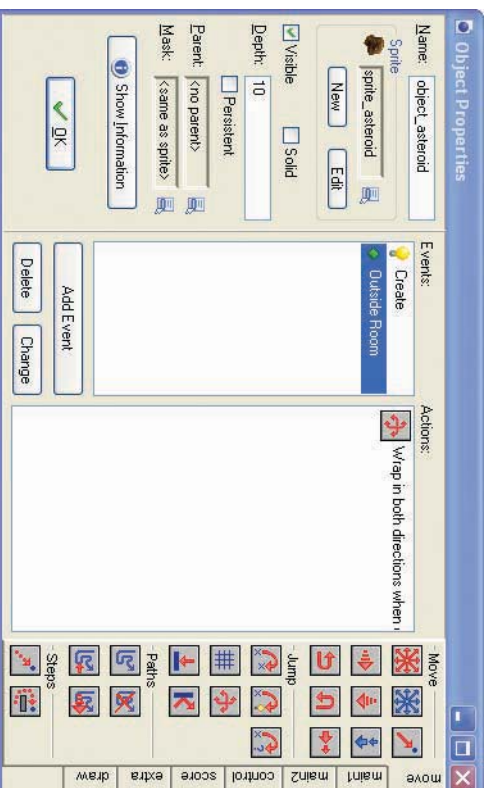 Object Properties
Name: object_asteroid
Sprite
sprite_asteroid
New Edit
Visible Solid
Depth: 10
Persistent
Parent: <no parent>
Mask: <same as sprite>
Show Information
OK
Events:
Create
Outside Room
Add Event
Delete Change
Actions:
Wrap in both directions when
Move
Jump
Paths
Steps
move
main1
main2
control
score
extra
draw